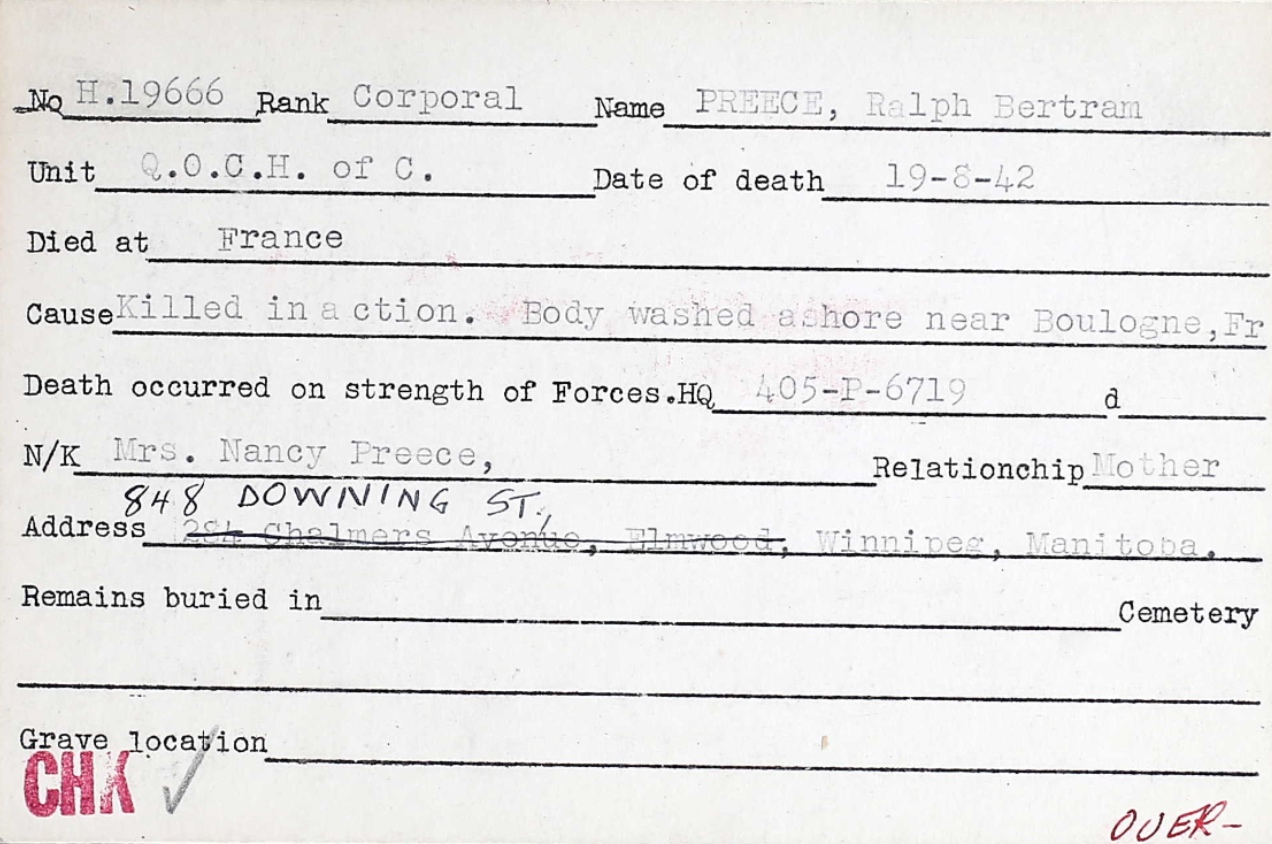 No H.19666 Rank Corporal Name PREECE, Ralph Bertram
Unit Q.O.C.H. of C. Date of death 19-8-42
Died at France
Cause Killed in a ction. Body washed ashore near Boulogne,Fr
Death occurred on strength of Forces.HQ 405-P-6719 d
N/K Mrs. Nancy Preece, Relationchip Mother
848 DOWNING ST.,
Address 284 Chalmers Avenue, Elmwood, Winnipeg, Manitoba.
Remains buried in Cemetery
Grave location
CHK ✓
OVER-